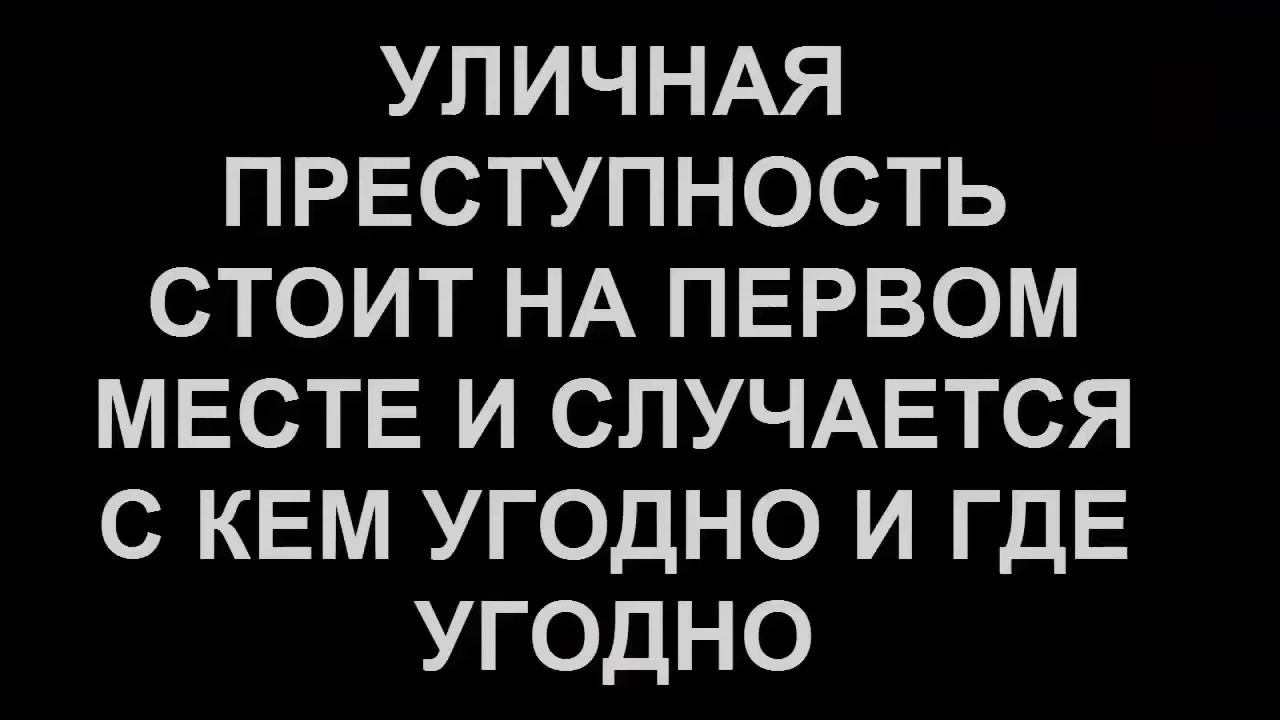 УЛИЧНАЯ
ПРЕСТУПНОСТЬ
СТОИТ НА ПЕРВОМ
МЕСТЕ И СЛУЧАЕТСЯ
С КЕМ УГОДНО И ГДЕ
УГОДНО